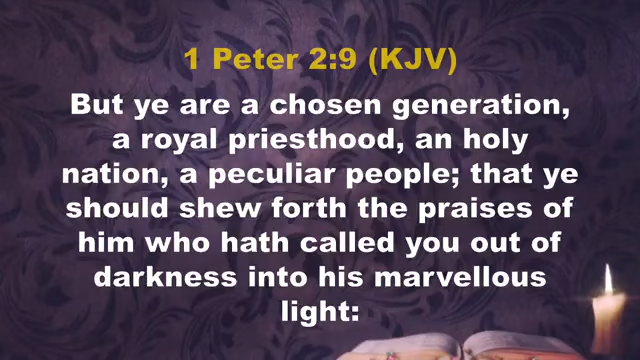 1 Peter 2:9 (KJV)
But ye are a chosen generation,
a royal priesthood, an holy
nation, a peculiar people; that ye
should shew forth the praises of
him who hath called you out of
darkness into his marvellous
light: